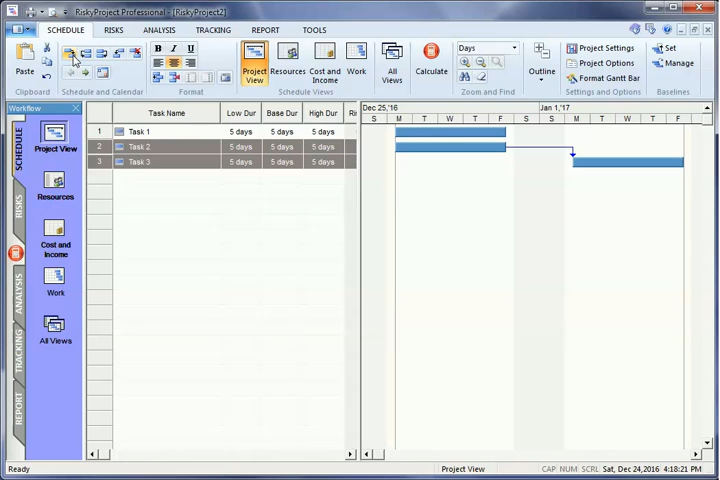 RiskyProject Professional - [RiskyProject2]
SCHEDULE RISKS ANALYSIS TRACKING REPORT TOOLS
Paste
B I U
Project View
Resources
Cost and Income
Work
All Views
Calculate
Days
Outline
Project Settings
Project Options
Format Gantt Bar
Set
Manage
Clipboard Schedule and Calendar Format Schedule Views Zoom and Find Settings and Options Baselines
Workflow
SCHEDULE
RISKS
ANALYSIS
TRACKING
REPORT
Project View
Resources
Cost and Income
Work
All Views
Task Name Low Dur Base Dur High Dur Ri
1 Task 1 5 days 5 days 5 days
2 Task 2 5 days 5 days 5 days
3 Task 3 5 days 5 days 5 days
Dec 25,'16 Jan 1,'17
S M T W T F S S M T W T F S
Ready Project View CAP NUM SCRL Sat, Dec 24,2016 4:18:21 PM